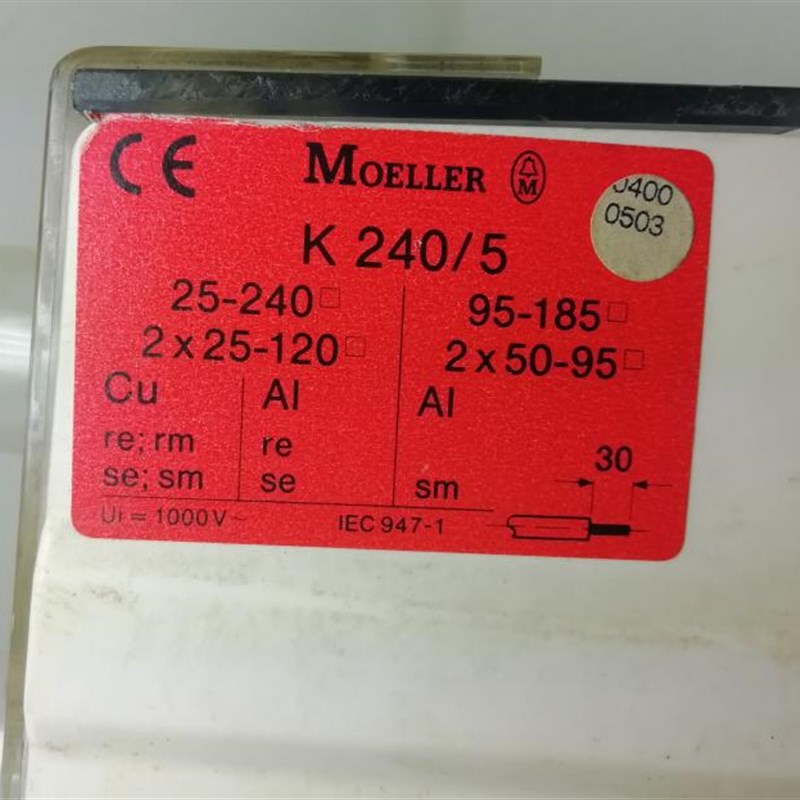 CE MOELLER M
0503
K 240/5
25-240□ 95-185□
2 x 25-120□ 2 x 50-95□
Cu Al Al
re; rm re 30
se; sm se sm
Ui = 1000 V~ IEC 947-1